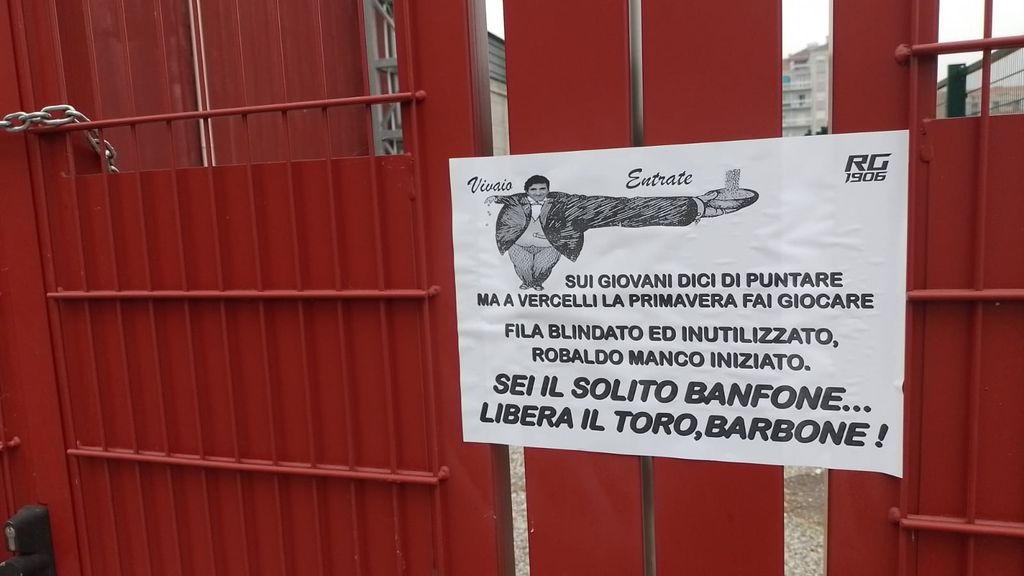 Vivaio
Entrate
RG
1906
SUI GIOVANI DICI DI PUNTARE
MA A VERCELLI LA PRIMAVERA FAI GIOCARE
FILA BLINDATO ED INUTILIZZATO,
ROBALDO MANCO INIZIATO.
SEI IL SOLITO BANFONE...
LIBERA IL TORO,BARBONE !